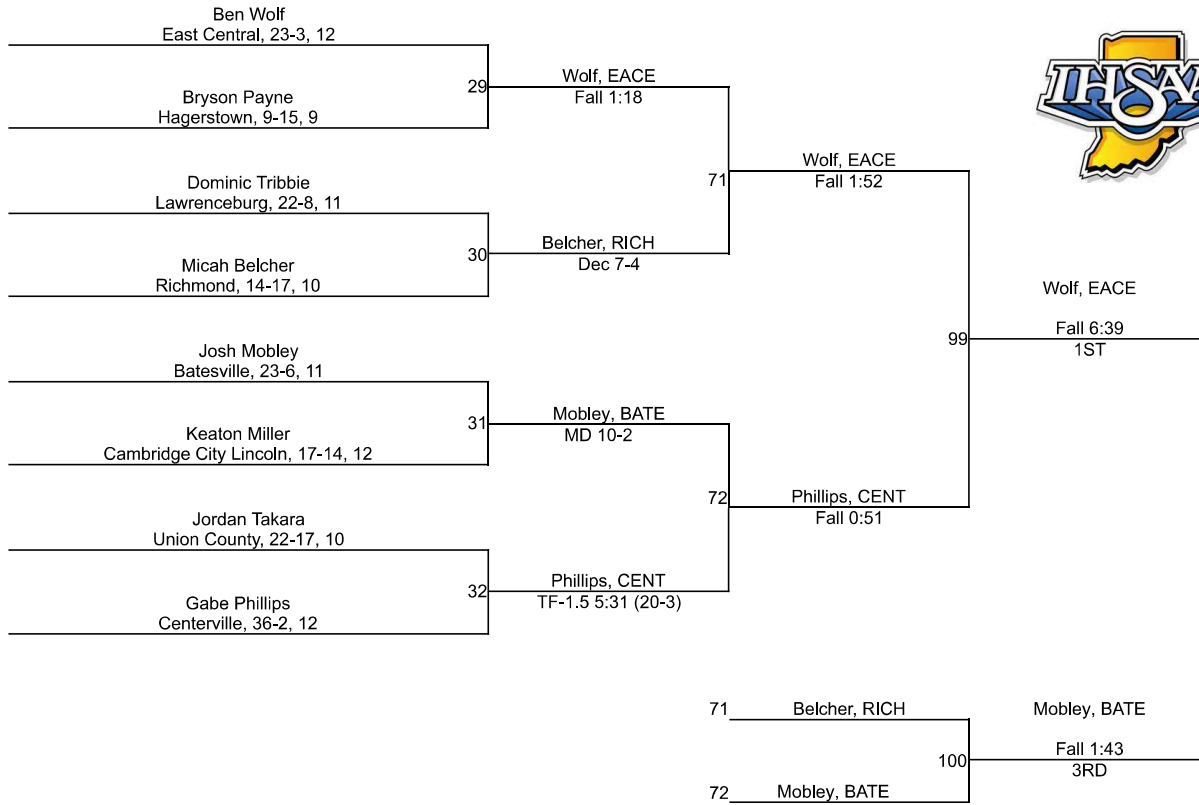 Ben Wolf
East Central, 23-3, 12
29
Bryson Payne
Hagerstown, 9-15, 9
Wolf, EACE
Fall 1:18
71
Dominic Tribbie
Lawrenceburg, 22-8, 11
30
Micah Belcher
Richmond, 14-17, 10
Belcher, RICH
Dec 7-4
Wolf, EACE
Fall 1:52
99
Josh Mobley
Batesville, 23-6, 11
31
Keaton Miller
Cambridge City Lincoln, 17-14, 12
Mobley, BATE
MD 10-2
72
Jordan Takara
Union County, 22-17, 10
32
Gabe Phillips
Centerville, 36-2, 12
Phillips, CENT
TF-1.5 5:31 (20-3)
Phillips, CENT
Fall 0:51
Wolf, EACE
Fall 6:39
1ST
IHSAA
71
Belcher, RICH
100
72
Mobley, BATE
Mobley, BATE
Fall 1:43
3RD